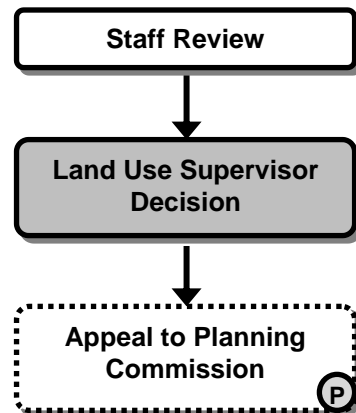 Staff Review
Land Use Supervisor
Decision
Appeal to Planning
Commission
P